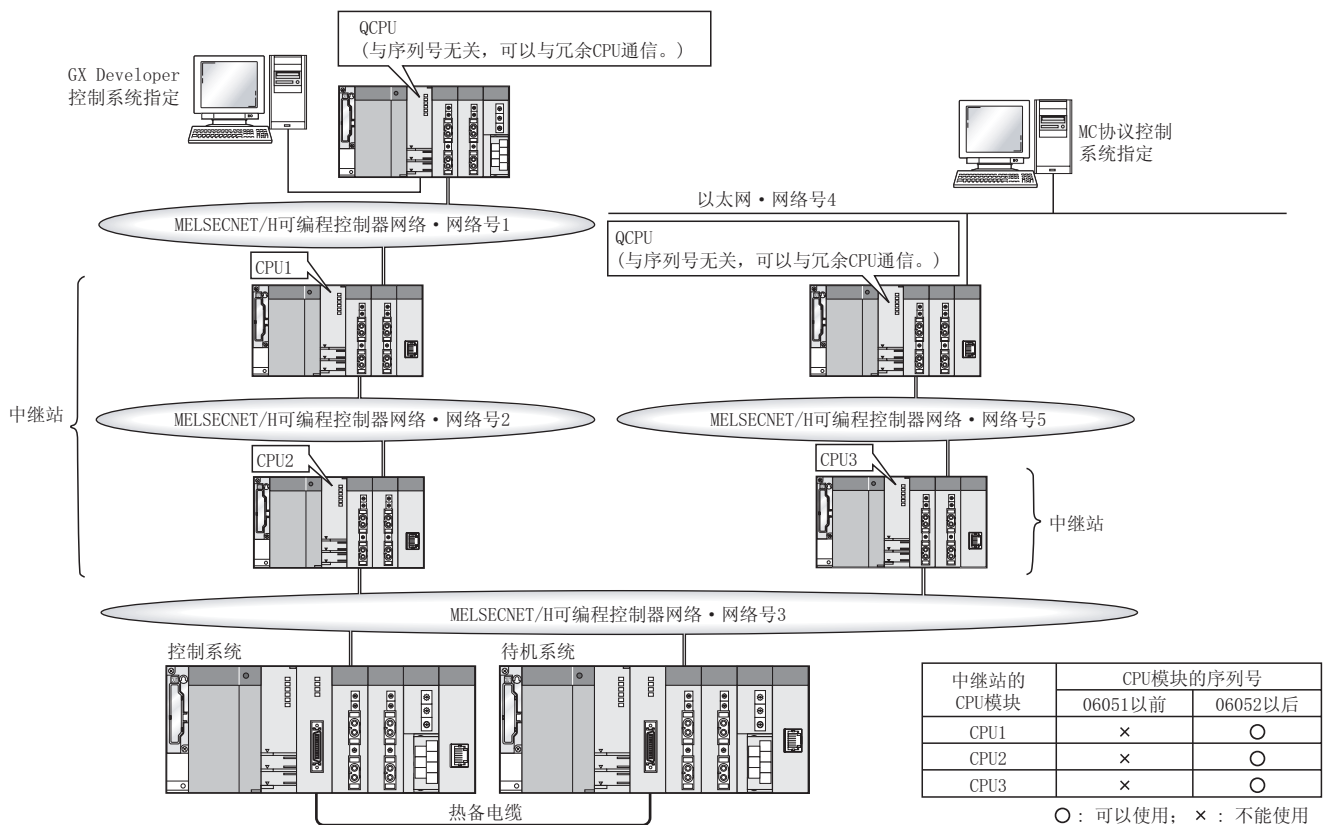 QCPU
(与序列号无关，可以与冗余CPU通信。)
GX Developer
控制系统指定
MC协议控制
系统指定
以太网·网络号4
MELSECNET/H可编程控制器网络·网络号1
QCPU
(与序列号无关，可以与冗余CPU通信。)
CPU1
中继站
MELSECNET/H可编程控制器网络·网络号2
MELSECNET/H可编程控制器网络·网络号5
CPU2
CPU3
中继站
MELSECNET/H可编程控制器网络·网络号3
控制系统
待机系统
热备电缆
中继站的
CPU模块
CPU模块的序列号
06051以前 06052以后
CPU1 × ○
CPU2 × ○
CPU3 × ○
○：可以使用； ×：不能使用